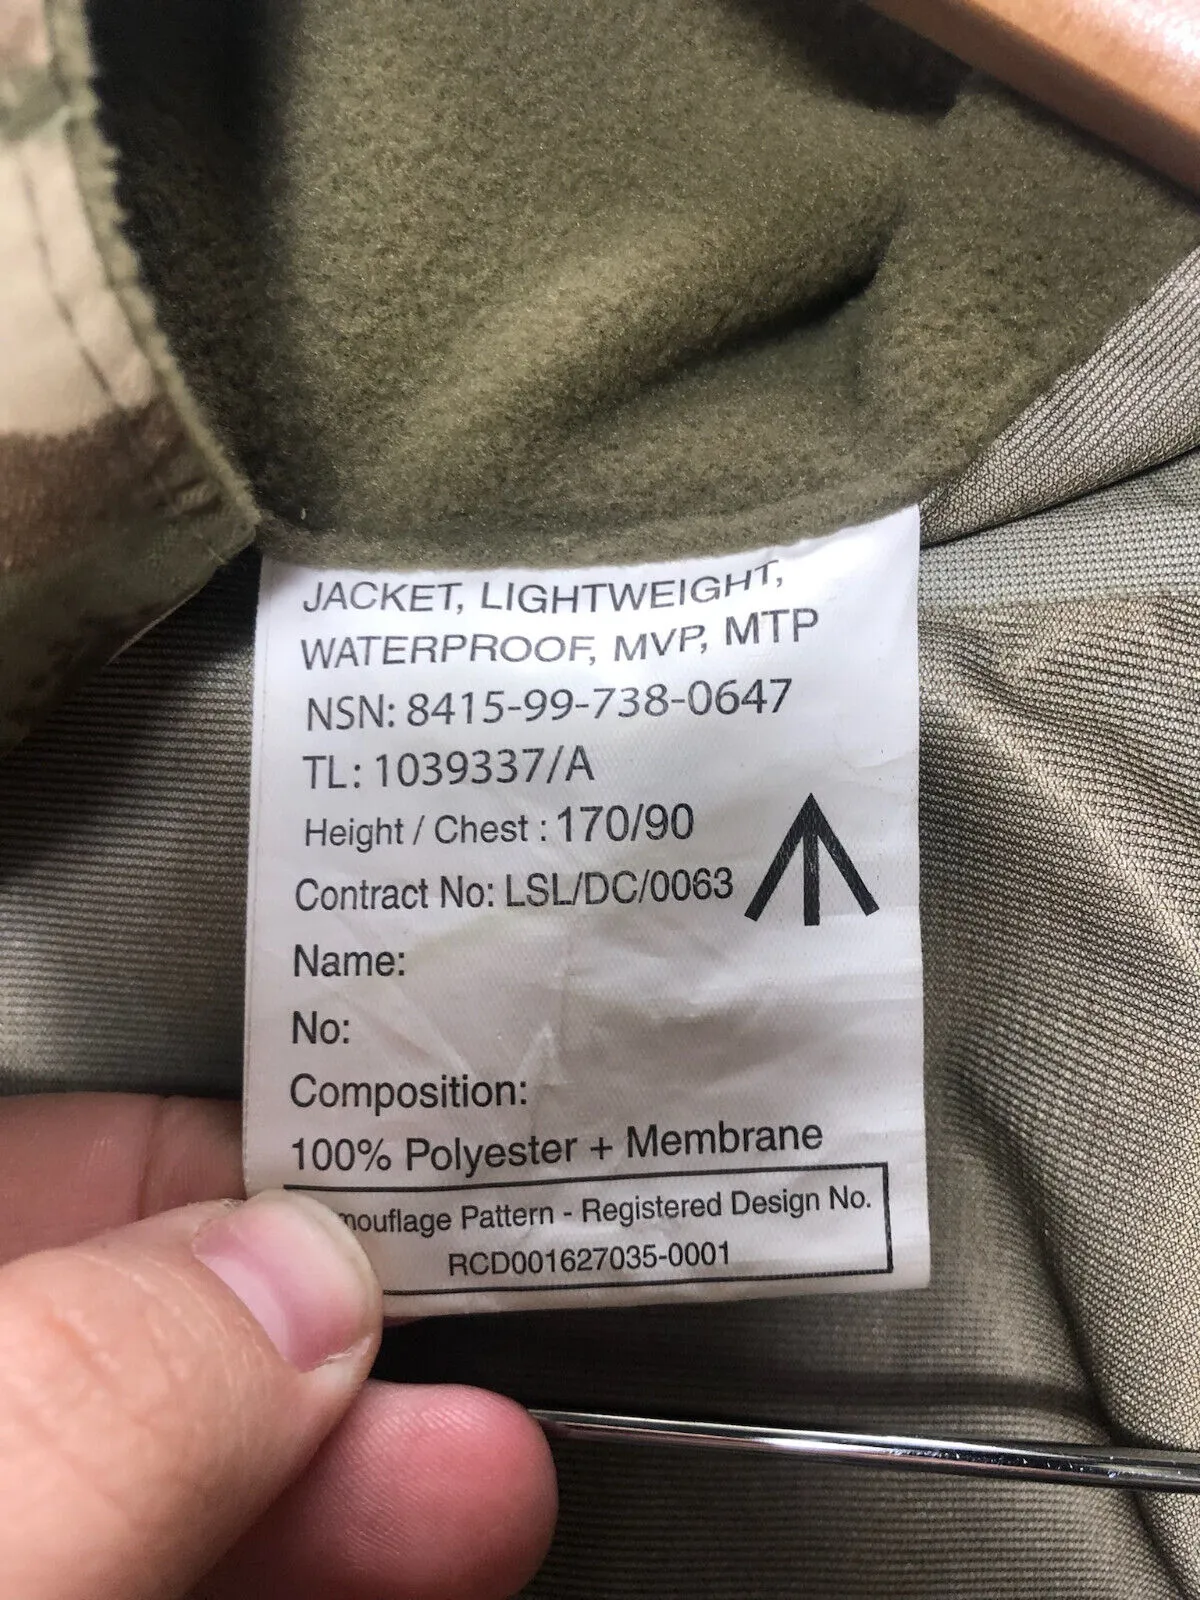 JACKET, LIGHTWEIGHT,
WATERPROOF, MVP, MTP
NSN: 8415-99-738-0647
TL: 1039337/A
Height / Chest : 170/90
Contract No: LSL/DC/0063
Name:
No:
Composition:
100% Polyester + Membrane
Pattern - Registered Design No.
RCD001627035-0001